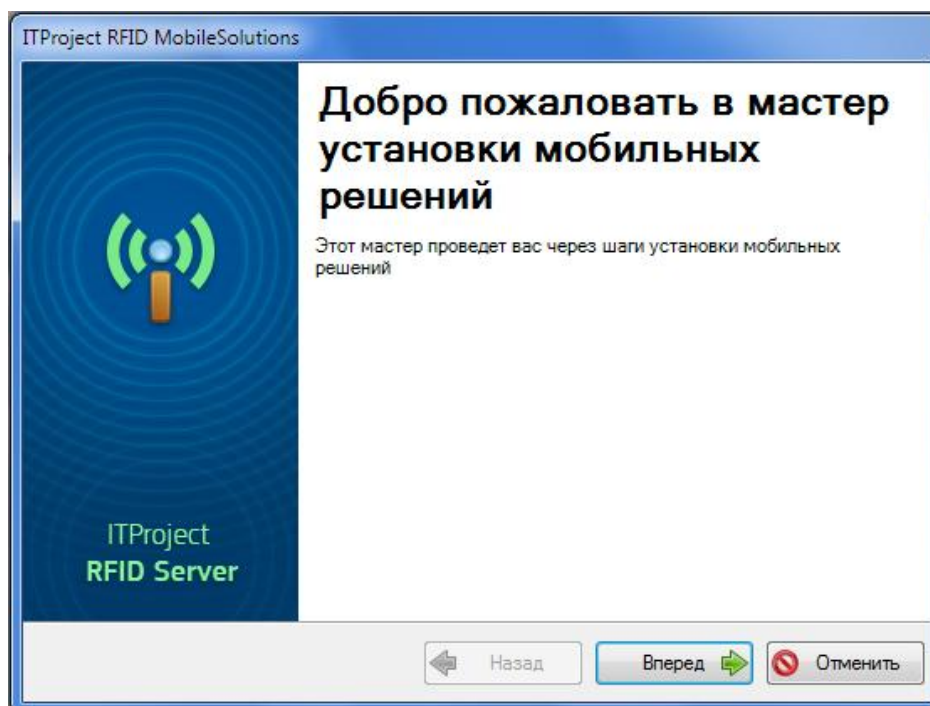 ITProject RFID MobileSolutions
Добро пожаловать в мастер
установки мобильных
решений
Этот мастер проведет вас через шаги установки мобильных
решений
ITProject
RFID Server
Назад
Вперед
Отменить